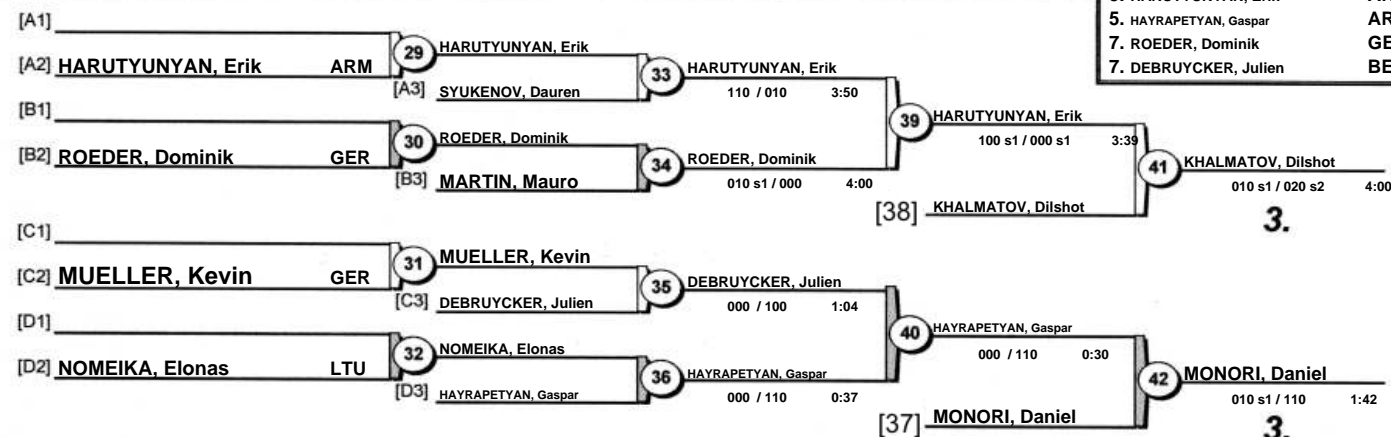 5. HAYRAPETYAN, Gaspar
7. ROEDER, Dominik
7. DEBRUYCKER, Julien
[A1]
[A2] HARUTYUNYAN, Erik ARM
29
HARUTYUNYAN, Erik
[A3] SYUKENOV, Dauren
33
HARUTYUNYAN, Erik
110 / 010 3:50
[B1]
[B2] ROEDER, Dominik GER
30
ROEDER, Dominik
[B3] MARTIN, Mauro
34
ROEDER, Dominik
010 s1 / 000 4:00
39
HARUTYUNYAN, Erik
100 s1 / 000 s1 3:39
[38] KHALMATOV, Dilshot
41
KHALMATOV, Dilshot
010 s1 / 020 s2 4:00
3.
[C1]
[C2] MUELLER, Kevin GER
31
MUELLER, Kevin
[C3] DEBRUYCKER, Julien
35
DEBRUYCKER, Julien
000 / 100 1:04
[D1]
[D2] NOMEIKA, Elonas LTU
32
NOMEIKA, Elonas
[D3] HAYRAPETYAN, Gaspar
36
HAYRAPETYAN, Gaspar
000 / 110 0:37
40
HAYRAPETYAN, Gaspar
000 / 110 0:30
[37] MONORI, Daniel
42
MONORI, Daniel
010 s1 / 110 1:42
3.